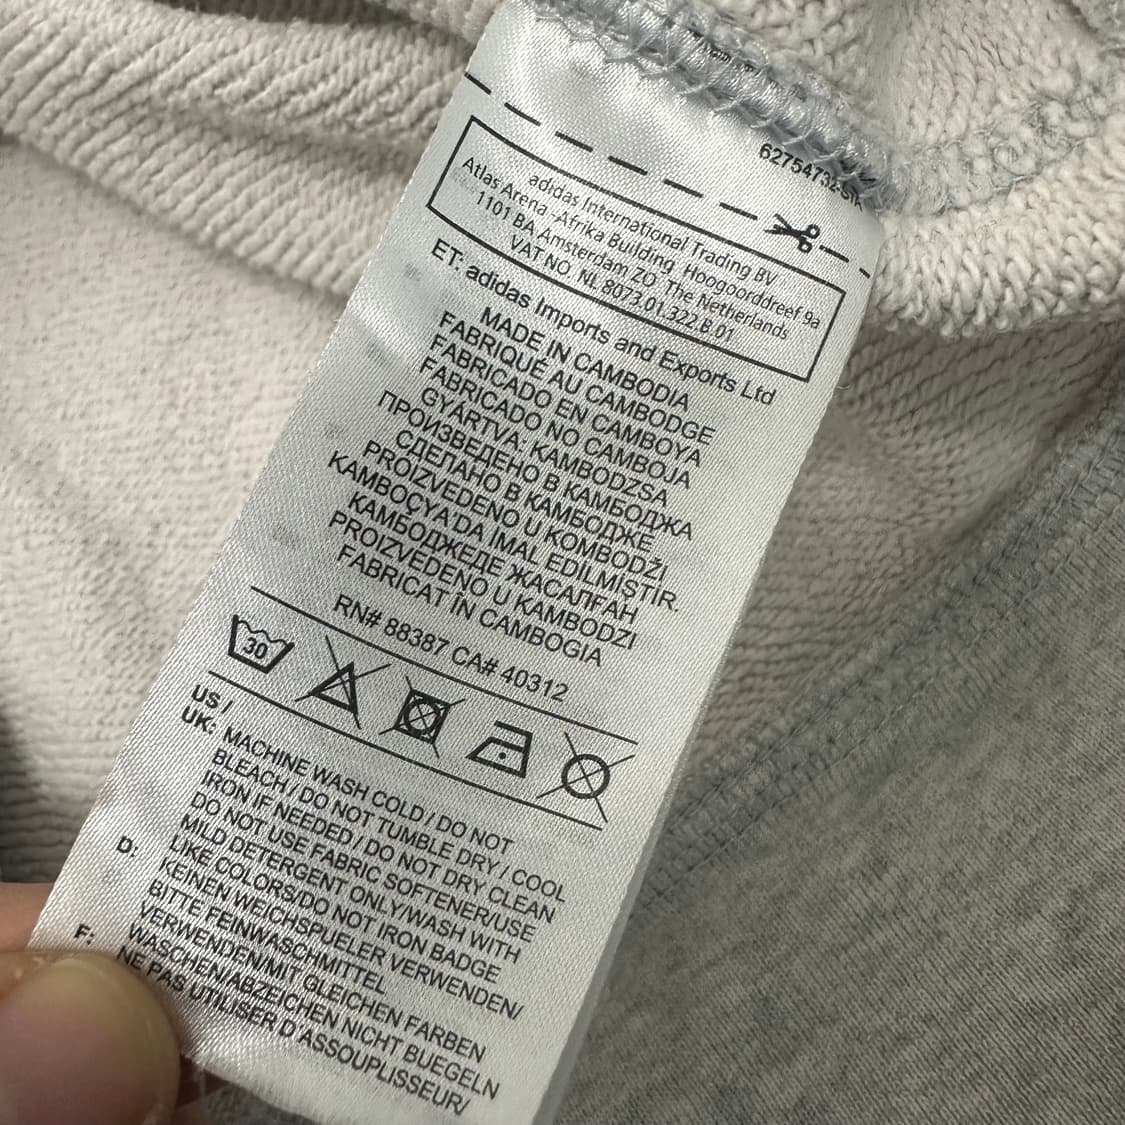 62754732-STK
adidas International Trading BV
Atlas Arena -Afrika Building Hoogoorddreef 9a
1101 BA Amsterdam ZO The Netherlands
VAT NO NL 8073.01.322.B.01
ET: adidas Imports and Exports Ltd
MADE IN CAMBODIA
FABRIQUÉ AU CAMBODGE
FABRICADO EN CAMBOYA
FABRICADO NO CAMBOJA
GYÁRTVA: KAMBODZSA
ПРОИЗВЕДЕНО В КАМБОДЖА
СДЕЛАНО В КАМБОДЖЕ
PROIZVEDENO U KOMBODŽI
KAMBOÇYA'DA İMAL EDİLMİŞTİR.
КАМБОДЖЕДЕ ЖАСАЛҒАН
PROIZVEDENO U KAMBODZI
FABRICAT ÎN CAMBOGIA
RN# 88387 CA# 40312
30
US /
UK: MACHINE WASH COLD / DO NOT
BLEACH / DO NOT TUMBLE DRY / COOL
IRON IF NEEDED / DO NOT DRY CLEAN
DO NOT USE FABRIC SOFTENER/USE
MILD DETERGENT ONLY/WASH WITH
LIKE COLORS/DO NOT IRON BADGE
D: KEINEN WEICHSPUELER VERWENDEN/
BITTE FEINWASCHMITTEL
VERWENDEN/MIT GLEICHEN FARBEN
WASCHEN/ABZEICHEN NICHT BUEGELN
F: NE PAS UTILISER D'ASSOUPLISSEUR/